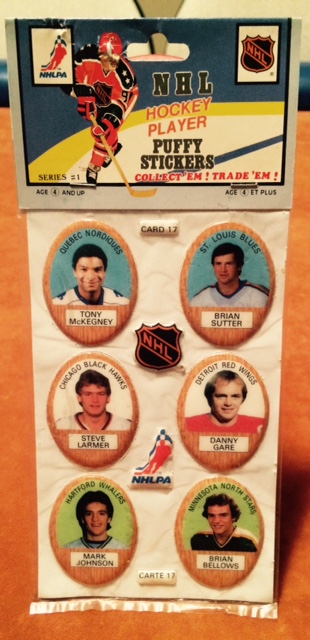 NHLPA
NHL
NHL
HOCKEY
PLAYER
PUFFY
STICKERS
SERIES #1
COLLECT 'EM! TRADE 'EM!
AGE 4 AND UP
AGE 4 ET PLUS
CARD 17
QUEBEC NORDIQUES
TONY
McKEGNEY
ST LOUIS BLUES
BRIAN
SUTTER
NHL
CHICAGO BLACK HAWKS
STEVE
LARMER
DETROIT RED WINGS
DANNY
GARE
NHLPA
HARTFORD WHALERS
MARK
JOHNSON
MINNESOTA NORTH STARS
BRIAN
BELLOWS
CARTE 17